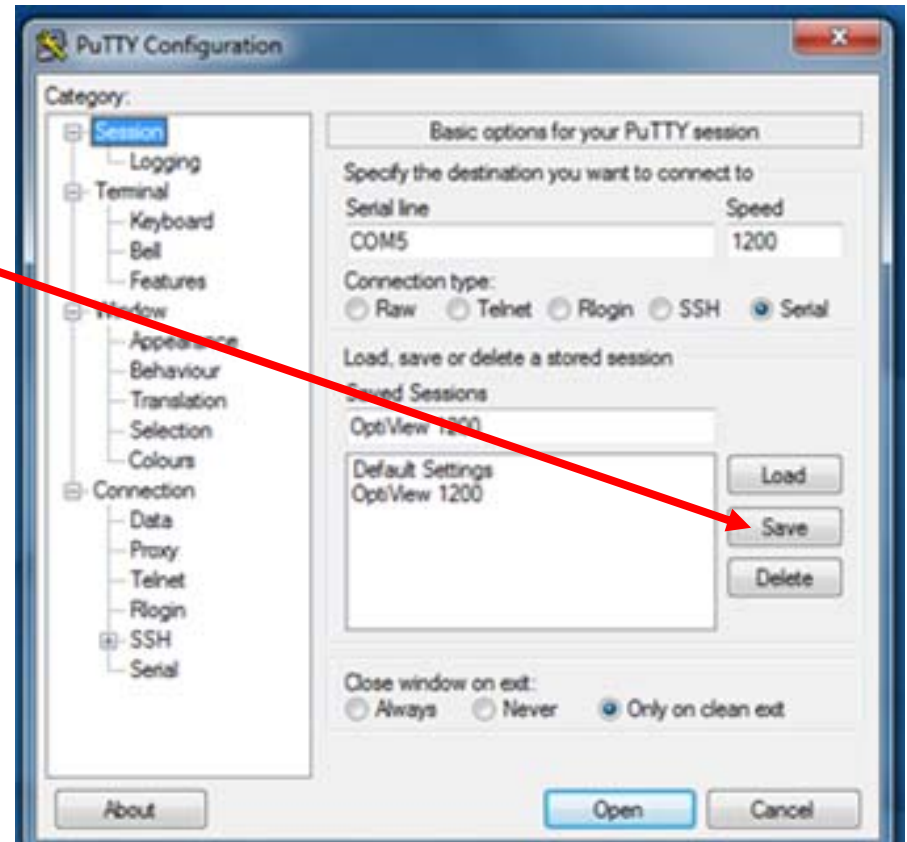 PuTTY Configuration
Category:
Session
Logging
Terminal
Keyboard
Bell
Features
Window
Appearance
Behaviour
Translation
Selection
Colours
Connection
Data
Proxy
Telnet
Rlogin
SSH
Serial
Basic options for your PuTTY session
Specify the destination you want to connect to
Serial line Speed
COM5 1200
Connection type:
Raw Telnet Rlogin SSH Serial
Load, save or delete a stored session
Saved Sessions
OptiView 1200
Default Settings
OptiView 1200
Load
Save
Delete
Close window on exit:
Always Never Only on clean exit
About Open Cancel